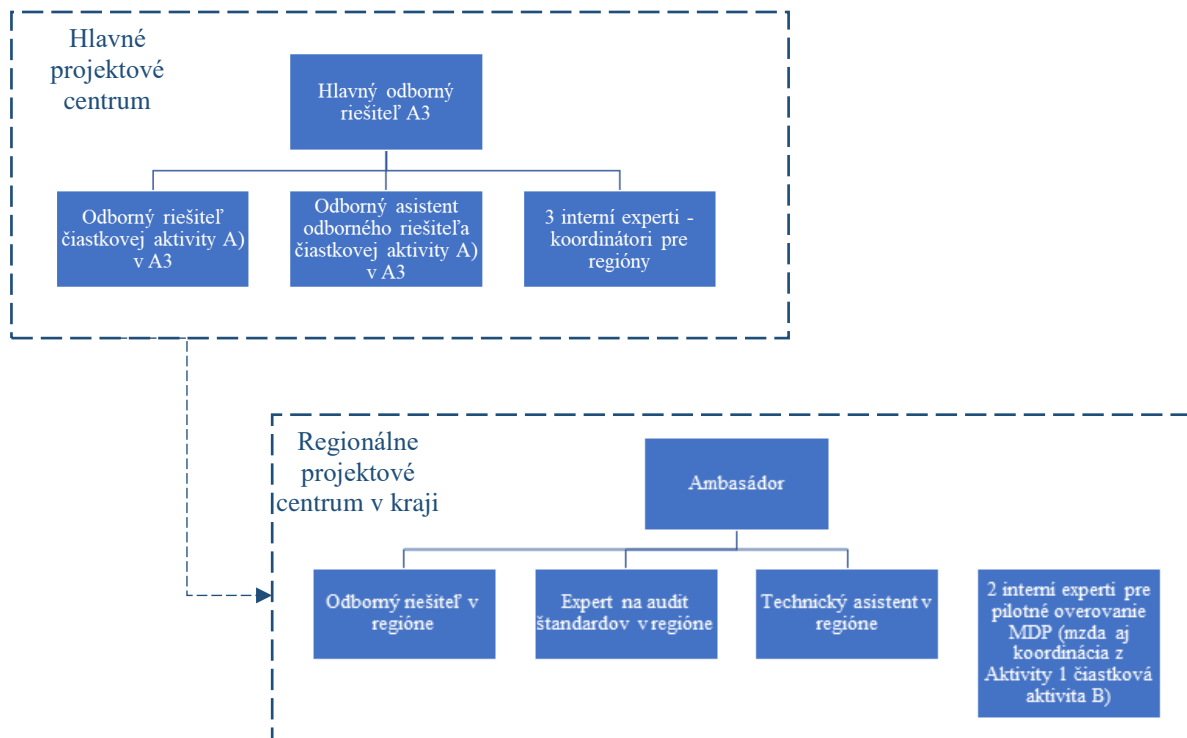 Hlavné
projektové
centrum
Hlavný odborný
riešiteľ A3
Odborný riešiteľ
čiastkovej aktivity A)
v A3
Odborný asistent
odborného riešiteľa
čiastkovej aktivity A)
v A3
3 interní experti -
koordinátori pre
regióny
Regionálne
projektové
centrum v kraji
Ambasádor
Odborný riešiteľ v
regióne
Expert na audit
štandardov v regióne
Technický asistent v
regióne
2 interní experti pre
pilotné overovanie
MDP (mzda aj
koordinácia z
Aktivity 1 čiastková
aktivita B)